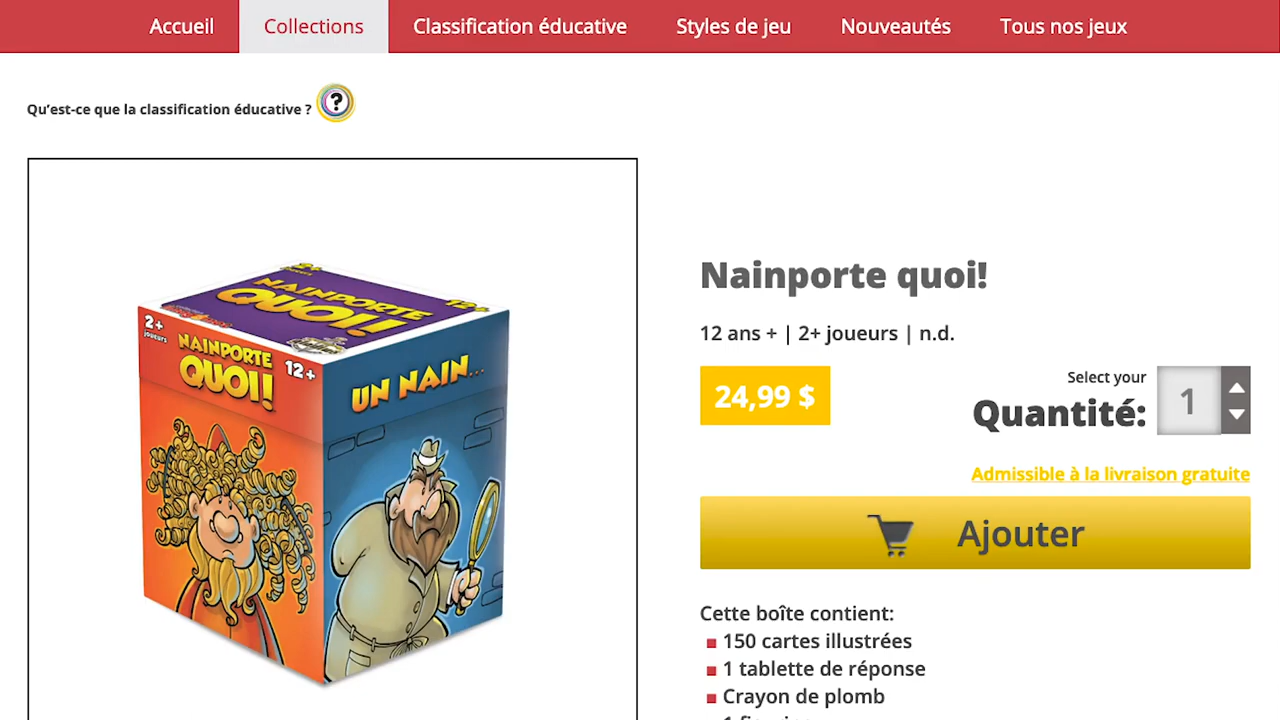 Accueil
Collections
Classification éducative
Styles de jeu
Nouveautés
Tous nos jeux
Qu’est-ce que la classification éducative ?
?
2+
NAINPORTE
QUOI!
12+
2+
joueurs
NAINPORTE
QUOI!
12+
UN NAIN...
Nainporte quoi!
12 ans + | 2+ joueurs | n.d.
24,99 $
Select your
Quantité:
1
Admissible à la livraison gratuite
Ajouter
Cette boîte contient:
150 cartes illustrées
1 tablette de réponse
Crayon de plomb